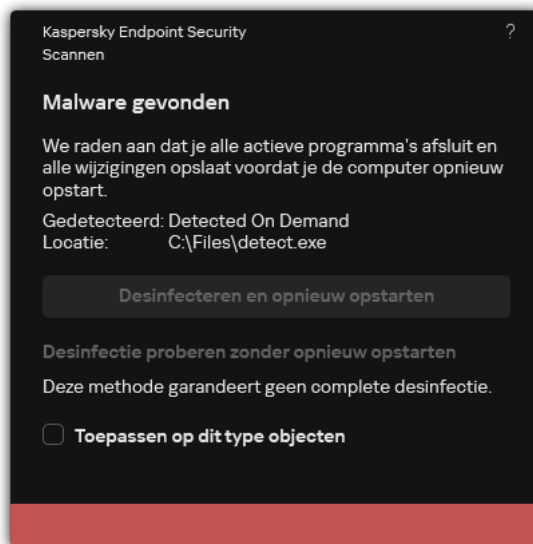 Kaspersky Endpoint Security
?
Scannen
Malware gevonden
We raden aan dat je alle actieve programma's afsluit en
alle wijzigingen opslaat voordat je de computer opnieuw
opstart.
Gedetecteerd: Detected On Demand
Locatie: C:\Files\detect.exe
Desinfecteren en opnieuw opstarten
Desinfectie proberen zonder opnieuw opstarten
Deze methode garandeert geen complete desinfectie.
Toepassen op dit type objecten